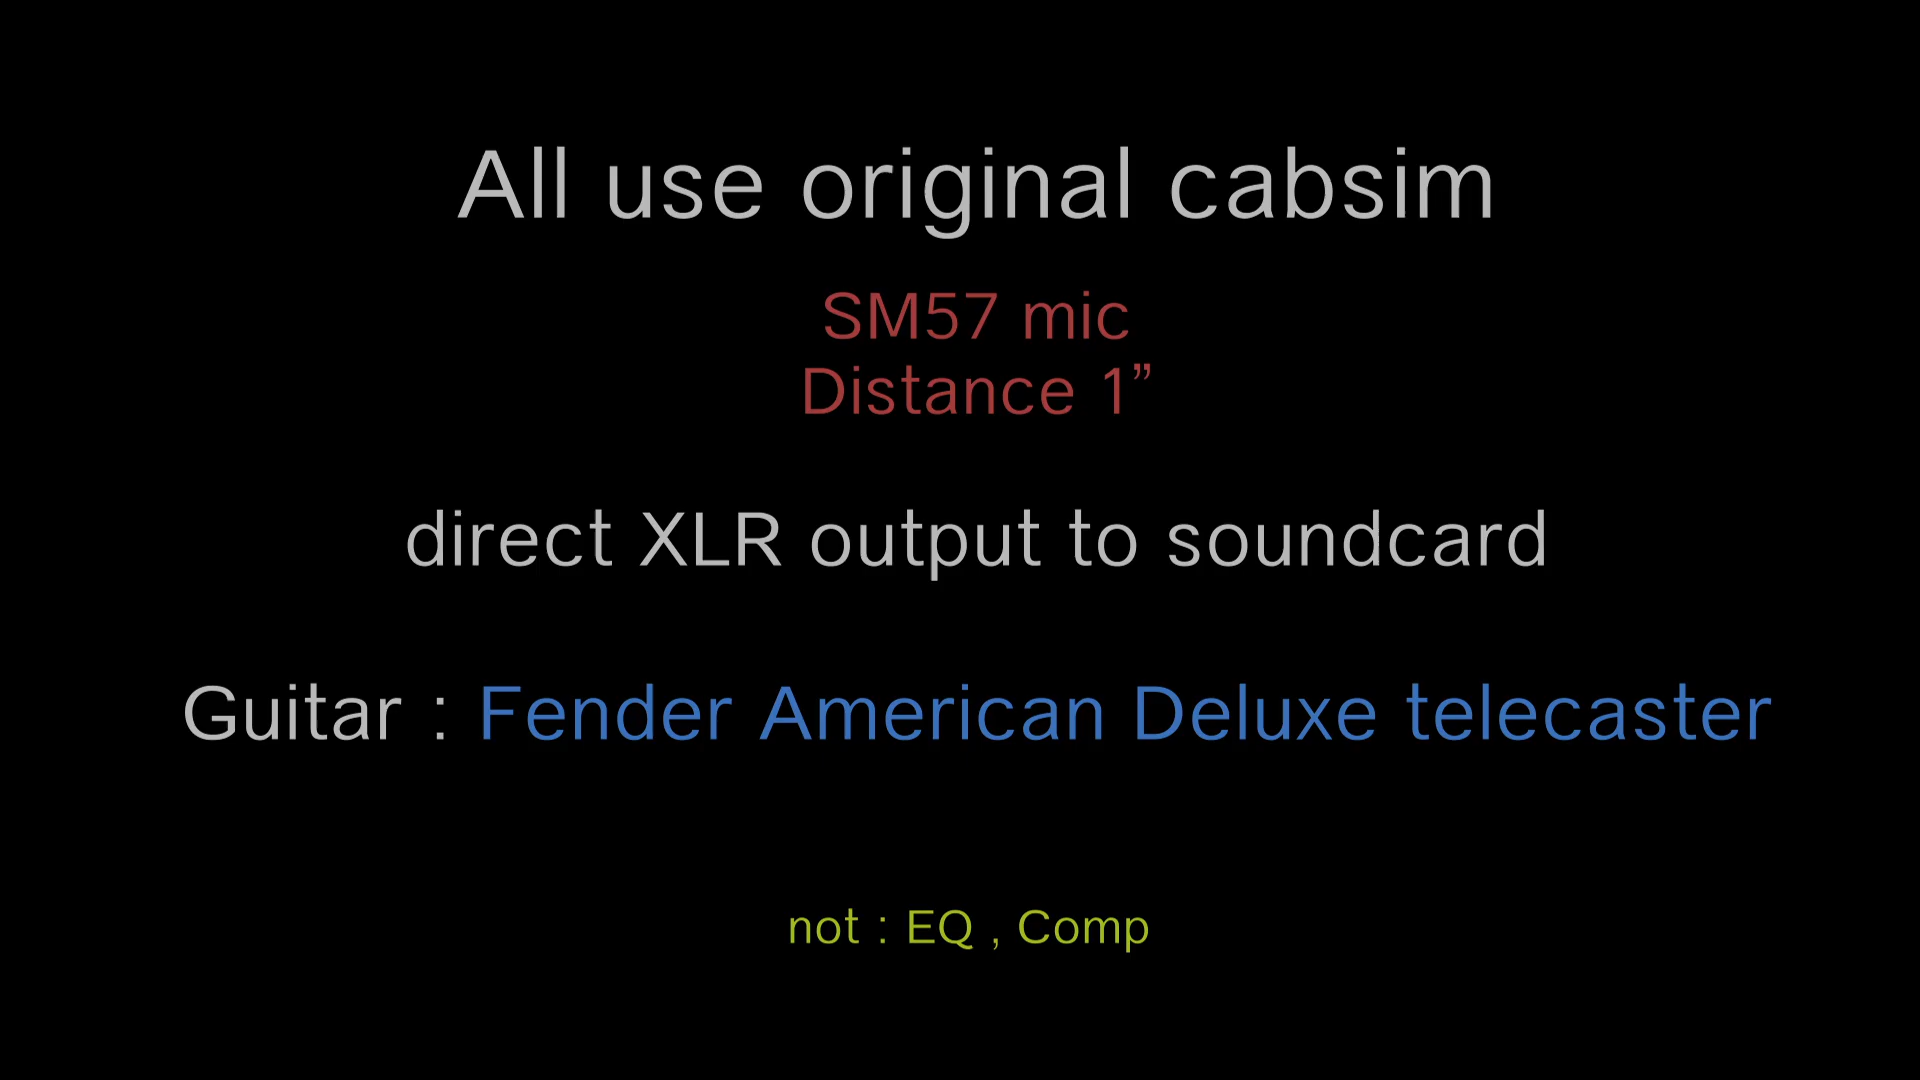 All use original cabsim
SM57 mic
Distance 1”
direct XLR output to soundcard
Guitar : Fender American Deluxe telecaster
not : EQ , Comp